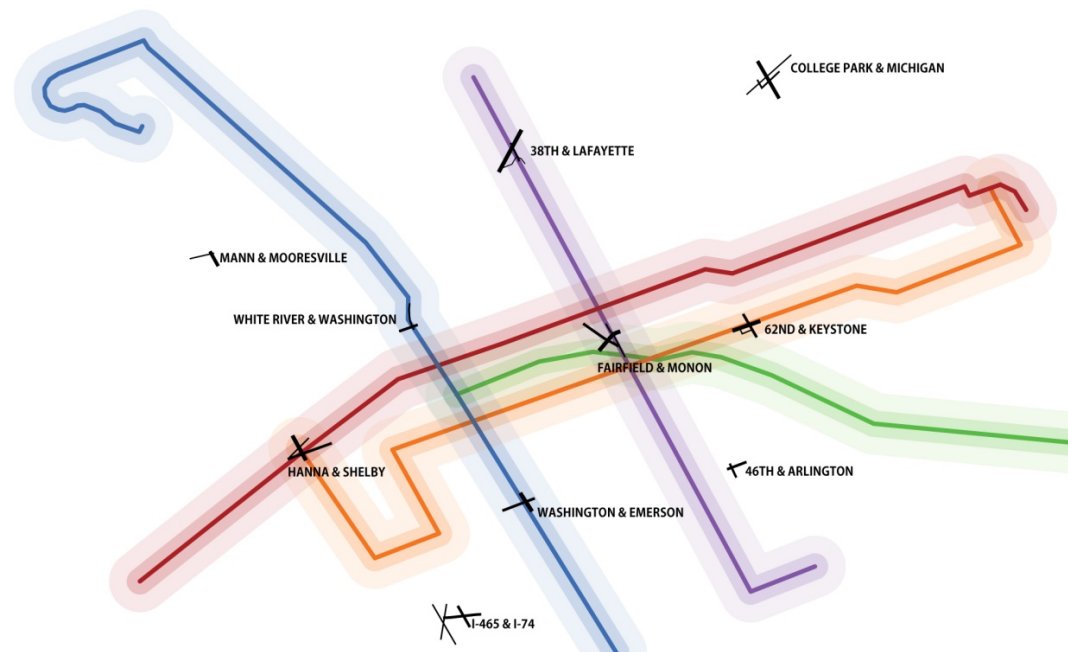 COLLEGE PARK & MICHIGAN
38TH & LAFAYETTE
MANN & MOORESVILLE
WHITE RIVER & WASHINGTON
62ND & KEYSTONE
FAIRFIELD & MONON
HANNA & SHELBY
46TH & ARLINGTON
WASHINGTON & EMERSON
I-465 & I-74